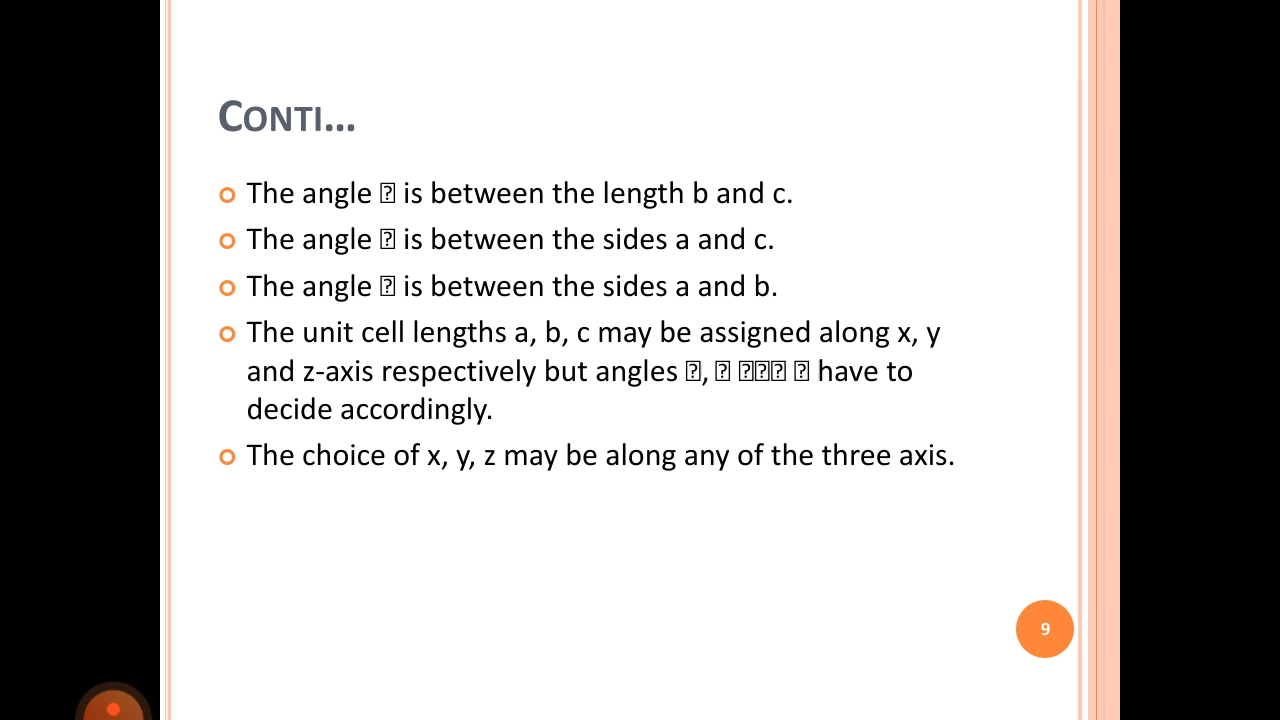 Conti...
The angle � is between the length b and c.
The angle � is between the sides a and c.
The angle � is between the sides a and b.
The unit cell lengths a, b, c may be assigned along x, y
and z-axis respectively but angles �, � ��� � have to
decide accordingly.
The choice of x, y, z may be along any of the three axis.
9